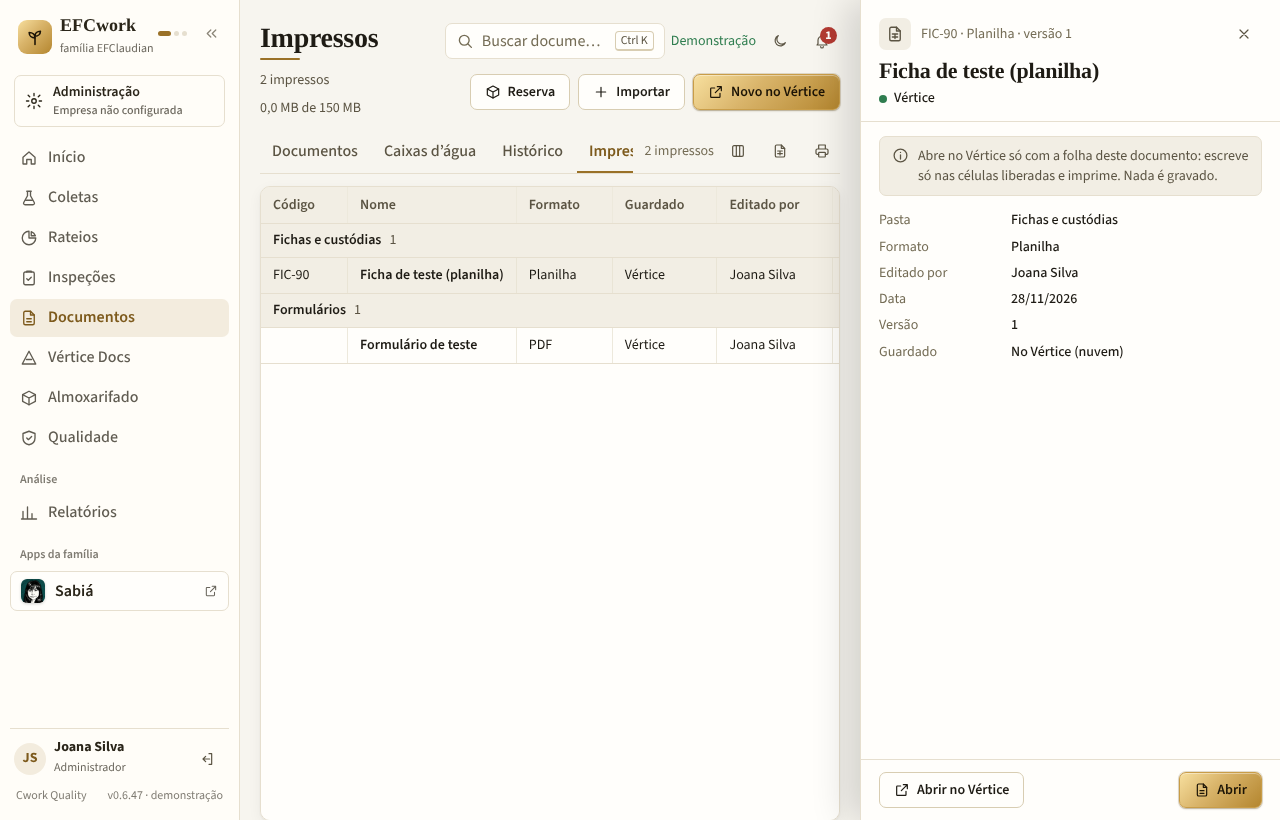 EFCwork
família EFClaudian
Administração
Empresa não configurada
Início
Coletas
Rateios
Inspeções
Documentos
Vértice Docs
Almoxarifado
Qualidade
Análise
Relatórios
Apps da família
Sabiá
JS
Joana Silva
Administrador
Cwork Quality
v0.6.47 · demonstração
Impressos
Buscar docume…
Ctrl K
Demonstração
1
2 impressos
0,0 MB de 150 MB
Reserva
Importar
Novo no Vértice
Documentos
Caixas d’água
Histórico
Impres
2 impressos
Código Nome Formato Guardado Editado por
Fichas e custódias 1
FIC-90 Ficha de teste (planilha) Planilha Vértice Joana Silva
Formulários 1
Formulário de teste PDF Vértice Joana Silva
FIC-90 · Planilha · versão 1
Ficha de teste (planilha)
Vértice
Abre no Vértice só com a folha deste documento: escreve
só nas células liberadas e imprime. Nada é gravado.
Pasta Fichas e custódias
Formato Planilha
Editado por Joana Silva
Data 28/11/2026
Versão 1
Guardado No Vértice (nuvem)
Abrir no Vértice
Abrir